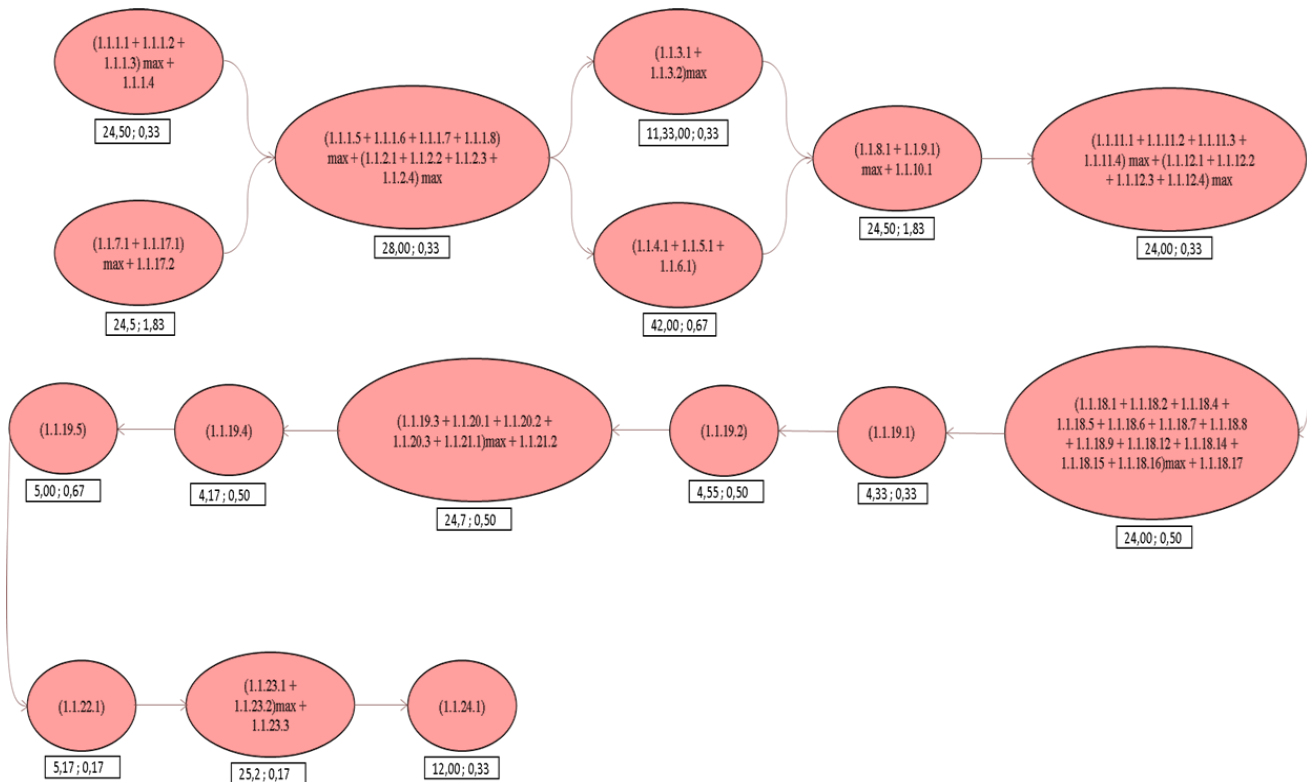 (1.1.1.1 + 1.1.1.2 +
1.1.1.3) max +
1.1.1.4
24,50 ; 0,33
(1.1.7.1 + 1.1.17.1)
max + 1.1.17.2
24,5 ; 1,83
(1.1.1.5 + 1.1.1.6 + 1.1.1.7 + 1.1.1.8)
max + (1.1.2.1 + 1.1.2.2 + 1.1.2.3 +
1.1.2.4) max
28,00 ; 0,33
(1.1.3.1 +
1.1.3.2)max
11,33,00 ; 0,33
(1.1.4.1 + 1.1.5.1 +
1.1.6.1)
42,00 ; 0,67
(1.1.8.1 + 1.1.9.1)
max + 1.1.10.1
24,50 ; 1,83
(1.1.11.1 + 1.1.11.2 + 1.1.11.3 +
1.1.11.4) max + (1.1.12.1 + 1.1.12.2
+ 1.1.12.3 + 1.1.12.4) max
24,00 ; 0,33
(1.1.18.1 + 1.1.18.2 + 1.1.18.4 +
1.1.18.5 + 1.1.18.6 + 1.1.18.7 + 1.1.18.8
+ 1.1.18.9 + 1.1.18.12 + 1.1.18.14 +
1.1.18.15 + 1.1.18.16)max + 1.1.18.17
24,00 ; 0,50
(1.1.19.1)
4,33 ; 0,33
(1.1.19.2)
4,55 ; 0,50
(1.1.19.3 + 1.1.20.1 + 1.1.20.2 +
1.1.20.3 + 1.1.21.1)max + 1.1.21.2
24,7 ; 0,50
(1.1.19.4)
4,17 ; 0,50
(1.1.19.5)
5,00 ; 0,67
(1.1.22.1)
5,17 ; 0,17
(1.1.23.1 +
1.1.23.2)max +
1.1.23.3
25,2 ; 0,17
(1.1.24.1)
12,00 ; 0,33